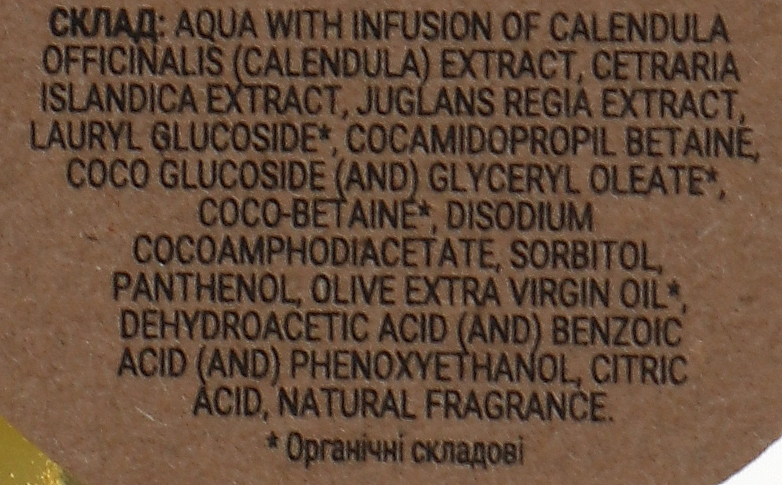 СКЛАД: AQUA WITH INFUSION OF CALENDULA
OFFICINALIS (CALENDULA) EXTRACT, CETRARIA
ISLANDICA EXTRACT, JUGLANS REGIA EXTRACT,
LAURYL GLUCOSIDE*, COCAMIDOPROPIL BETAINE,
COCO GLUCOSIDE (AND) GLYCERYL OLEATE*,
COCO-BETAINE*, DISODIUM
COCOAMPHODIACETATE, SORBITOL,
PANTHENOL, OLIVE EXTRA VIRGIN OIL*,
DEHYDROACETIC ACID (AND) BENZOIC
ACID (AND) PHENOXYETHANOL, CITRIC
ACID, NATURAL FRAGRANCE.
* Органічні складові